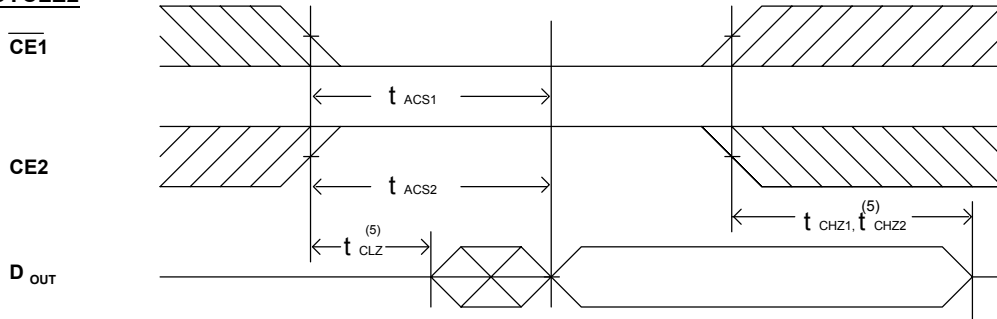 CE1
t ACS1
CE2
t ACS2
t CHZ1, t CHZ2 (5)
t CLZ (5)
D OUT